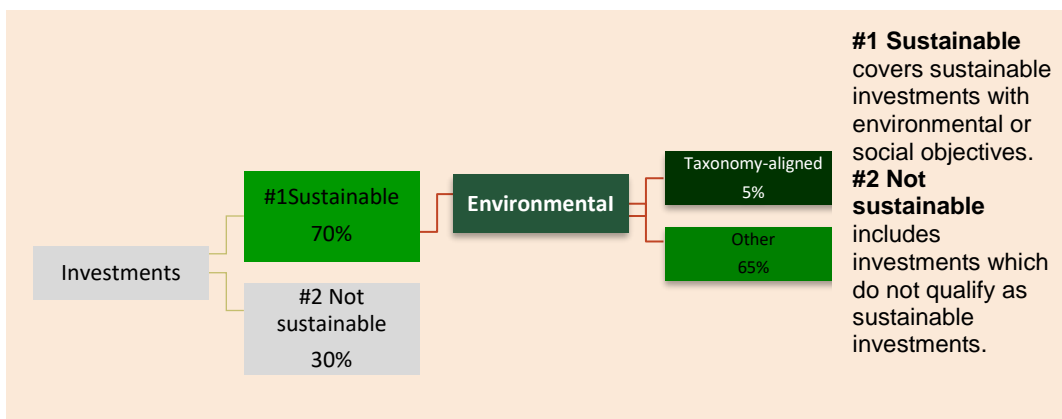 Investments
#1Sustainable
70%
#2 Not
sustainable
30%
Environmental
Taxonomy-aligned
5%
Other
65%
#1 Sustainable
covers sustainable
investments with
environmental or
social objectives.
#2 Not
sustainable
includes
investments which
do not qualify as
sustainable
investments.